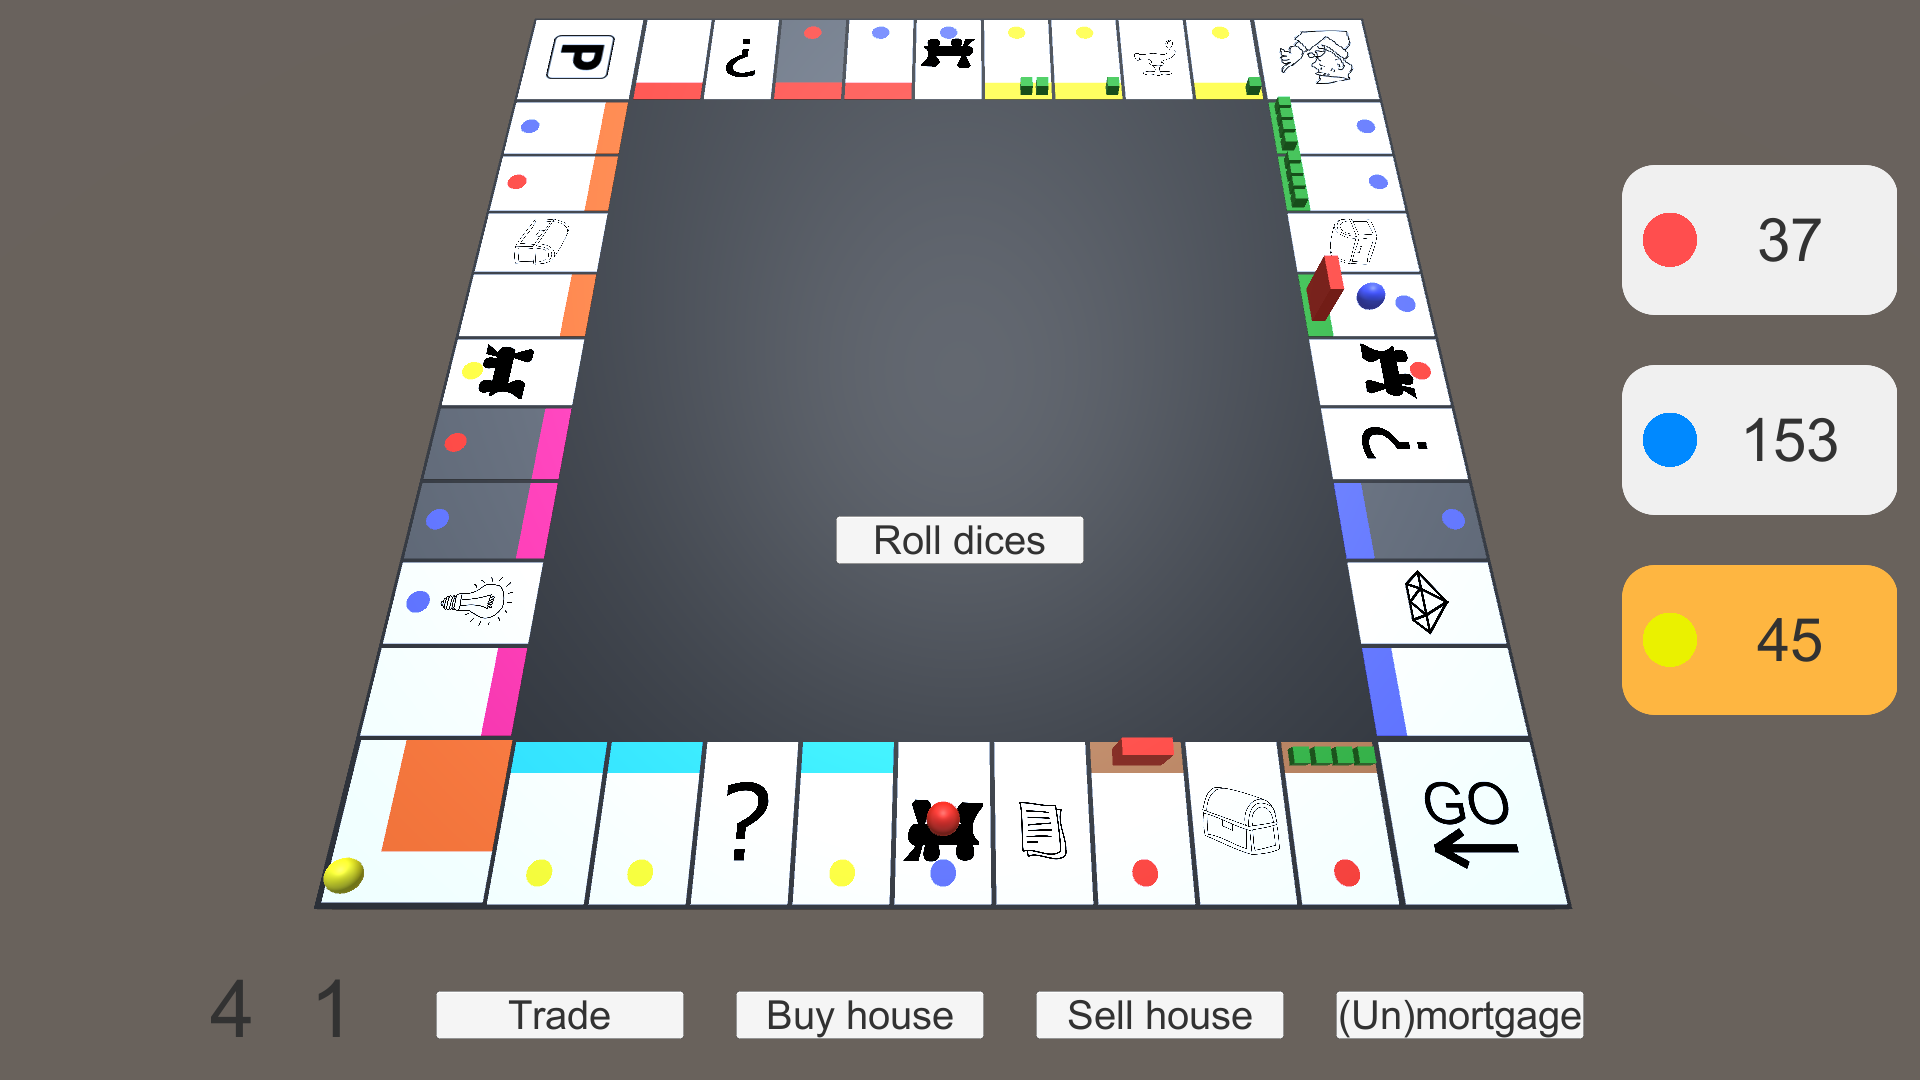 P
¿
37
?
153
Roll dices
45
?
GO
4 1
Trade
Buy house
Sell house
(Un)mortgage